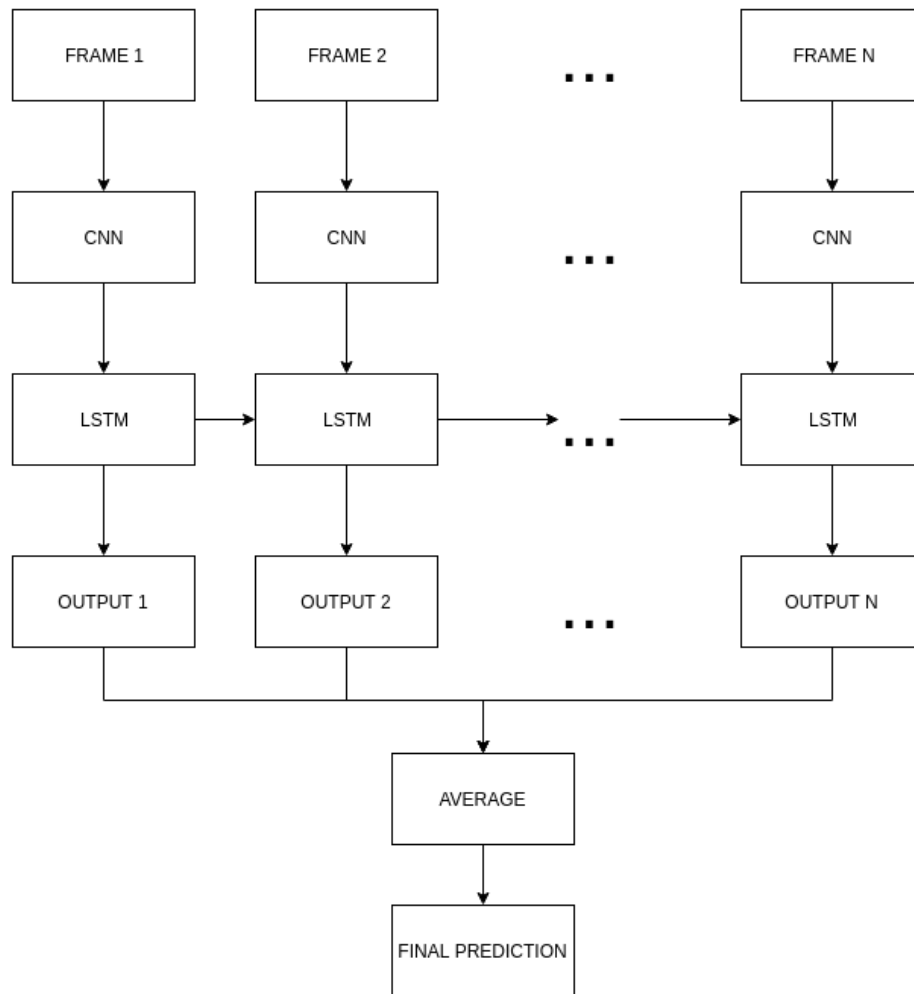 FRAME 1
FRAME 2
...
FRAME N
CNN
CNN
...
CNN
LSTM
LSTM
...
LSTM
OUTPUT 1
OUTPUT 2
...
OUTPUT N
AVERAGE
FINAL PREDICTION